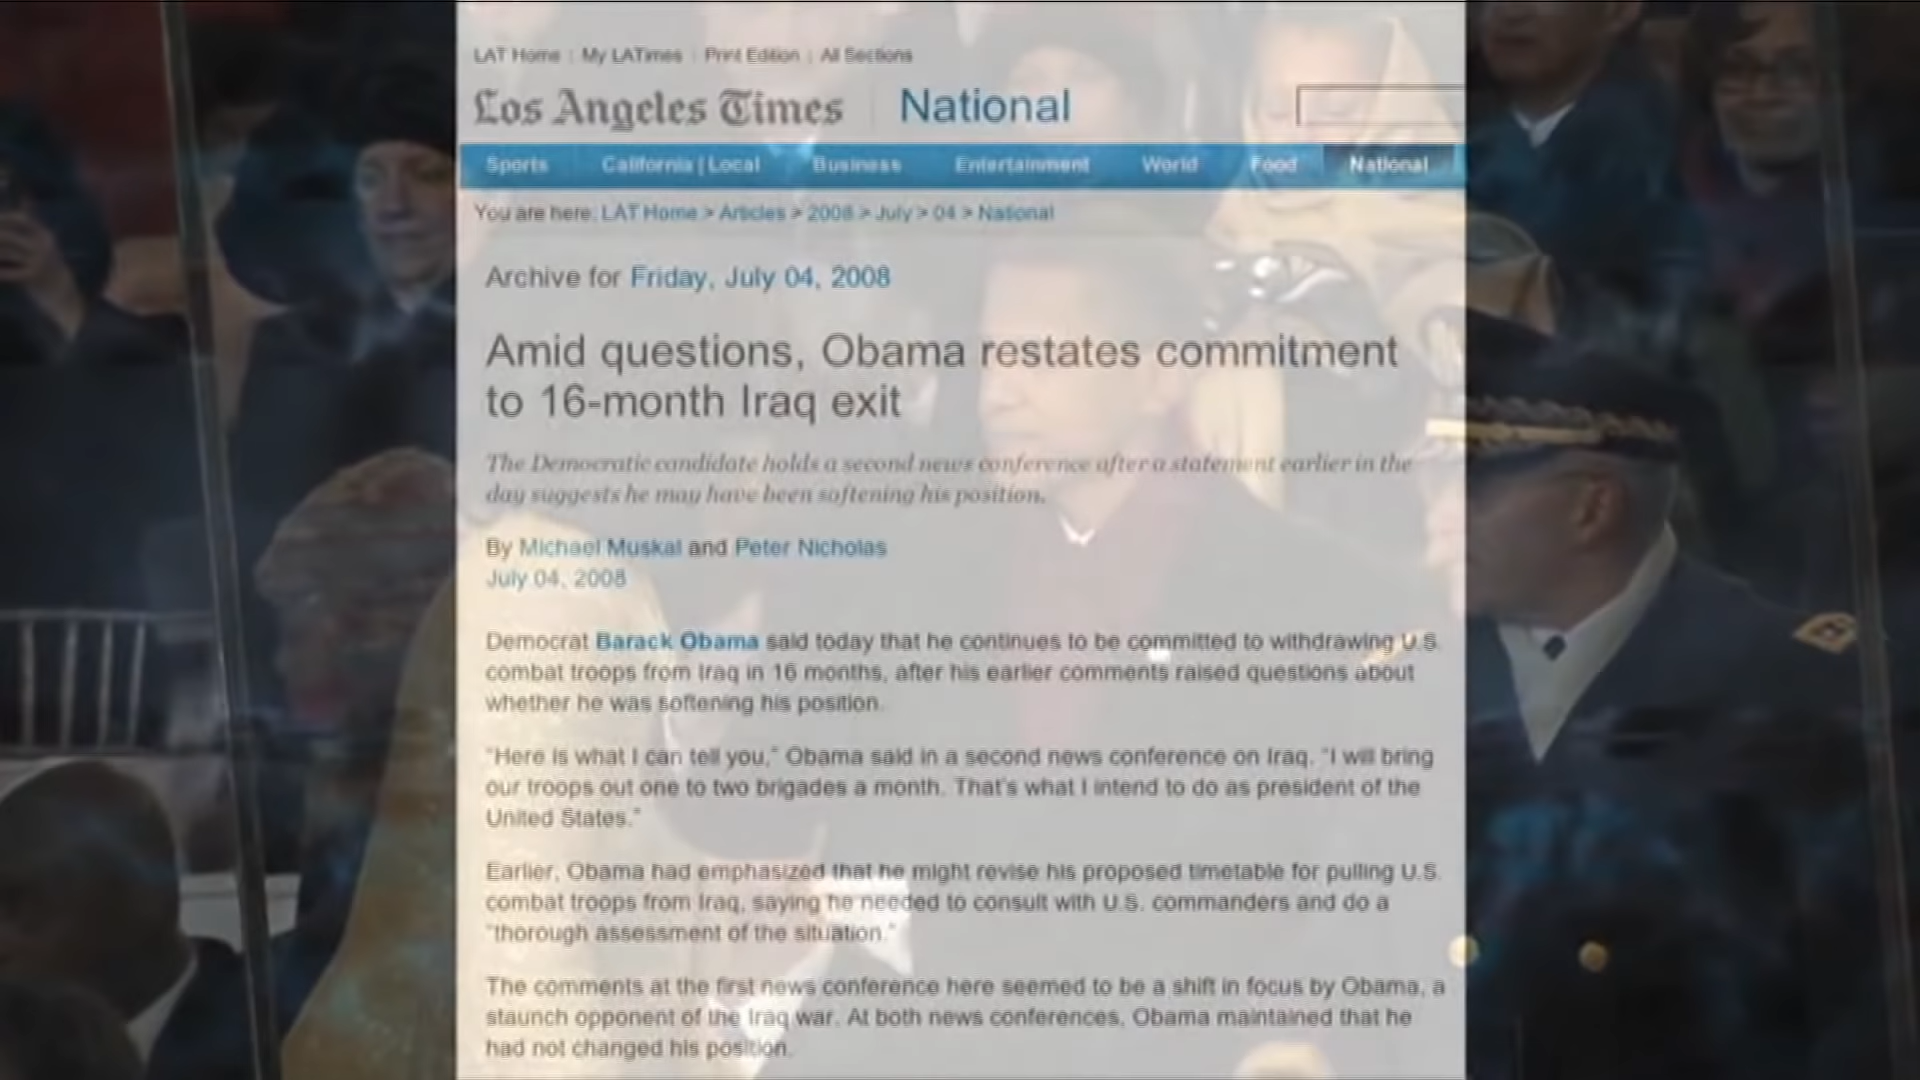 LAT Home | My LATimes | Print Edition | All Sections
Los Angeles Times National
Sports California | Local Business Entertainment World Food National
You are here: LAT Home > Articles > 2008 > July > 04 > National
Archive for Friday, July 04, 2008
Amid questions, Obama restates commitment
to 16-month Iraq exit
The Democratic candidate holds a second news conference after a statement earlier in the
day suggests he may have been softening his position.
By Michael Muskal and Peter Nicholas
July 04, 2008
Democrat Barack Obama said today that he continues to be committed to withdrawing U.S.
combat troops from Iraq in 16 months, after his earlier comments raised questions about
whether he was softening his position.
"Here is what I can tell you," Obama said in a second news conference on Iraq. "I will bring
our troops out one to two brigades a month. That's what I intend to do as president of the
United States."
Earlier, Obama had emphasized that he might revise his proposed timetable for pulling U.S.
combat troops from Iraq, saying he needed to consult with U.S. commanders and do a
"thorough assessment of the situation."
The comments at the first news conference here seemed to be a shift in focus by Obama, a
staunch opponent of the Iraq war. At both news conferences, Obama maintained that he
had not changed his position.